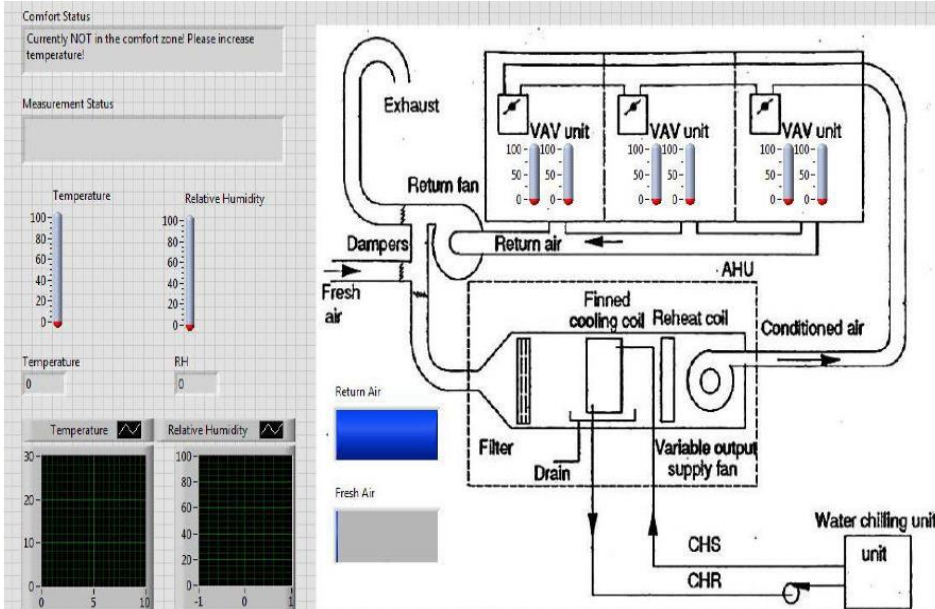 Comfort Status
Currently NOT in the comfort zone! Please increase
temperature!
Measurement Status
Temperature
100
80
60
40
20
0
Relative Humidity
100
80
60
40
20
0
Temperature
0
RH
0
Temperature
30
20
10
0
0 5 10
Relative Humidity
100
80
60
40
20
0
-1 0 1
Exhaust
Return fan
Dampers
Fresh
air
VAV unit
100 100
50 50
0 0
VAV unit
100 100
50 50
0 0
VAV unit
100 100
50 50
0 0
Return air
AHU
Finned
cooling coil
Reheat coil
Conditioned air
Filter
Drain
Variable output
supply fan
Return Air
Fresh Air
CHS
CHR
Water chilling unit
unit